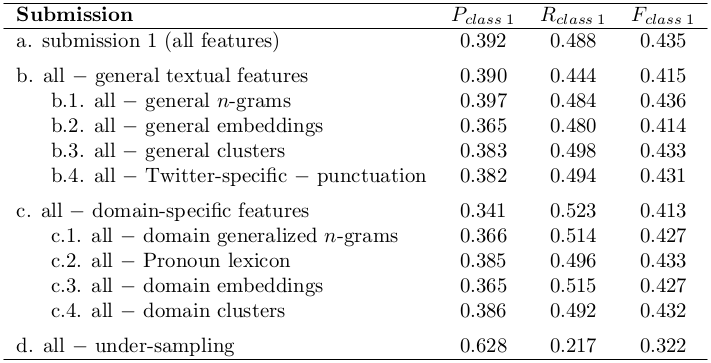 Submission P_class 1 R_class 1 F_class 1
a. submission 1 (all features) 0.392 0.488 0.435
b. all − general textual features 0.390 0.444 0.415
b.1. all − general n-grams 0.397 0.484 0.436
b.2. all − general embeddings 0.365 0.480 0.414
b.3. all − general clusters 0.383 0.498 0.433
b.4. all − Twitter-specific − punctuation 0.382 0.494 0.431
c. all − domain-specific features 0.341 0.523 0.413
c.1. all − domain generalized n-grams 0.366 0.514 0.427
c.2. all − Pronoun lexicon 0.385 0.496 0.433
c.3. all − domain embeddings 0.365 0.515 0.427
c.4. all − domain clusters 0.386 0.492 0.432
d. all − under-sampling 0.628 0.217 0.322